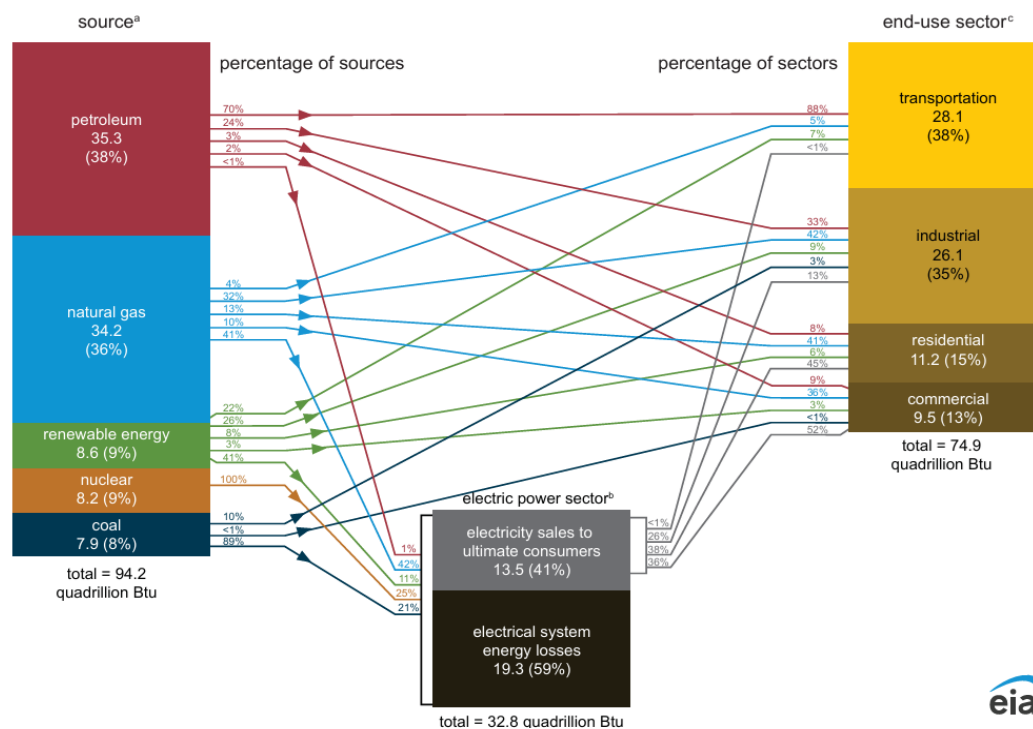 sourceᵃ
end-use sectorᶜ
percentage of sources
percentage of sectors
petroleum
35.3
(38%)
70%
24%
3%
2%
<1%
natural gas
34.2
(36%)
4%
32%
13%
10%
41%
renewable energy
8.6 (9%)
22%
26%
8%
3%
41%
nuclear
8.2 (9%)
100%
coal
7.9 (8%)
10%
<1%
89%
total = 94.2
quadrillion Btu
electric power sectorᵇ
1%
42%
11%
25%
21%
electricity sales to
ultimate consumers
13.5 (41%)
electrical system
energy losses
19.3 (59%)
total = 32.8 quadrillion Btu
<1%
26%
38%
36%
88%
5%
7%
<1%
transportation
28.1
(38%)
33%
42%
9%
3%
13%
industrial
26.1
(35%)
8%
41%
6%
45%
residential
11.2 (15%)
9%
36%
3%
<1%
52%
commercial
9.5 (13%)
total = 74.9
quadrillion Btu
eia